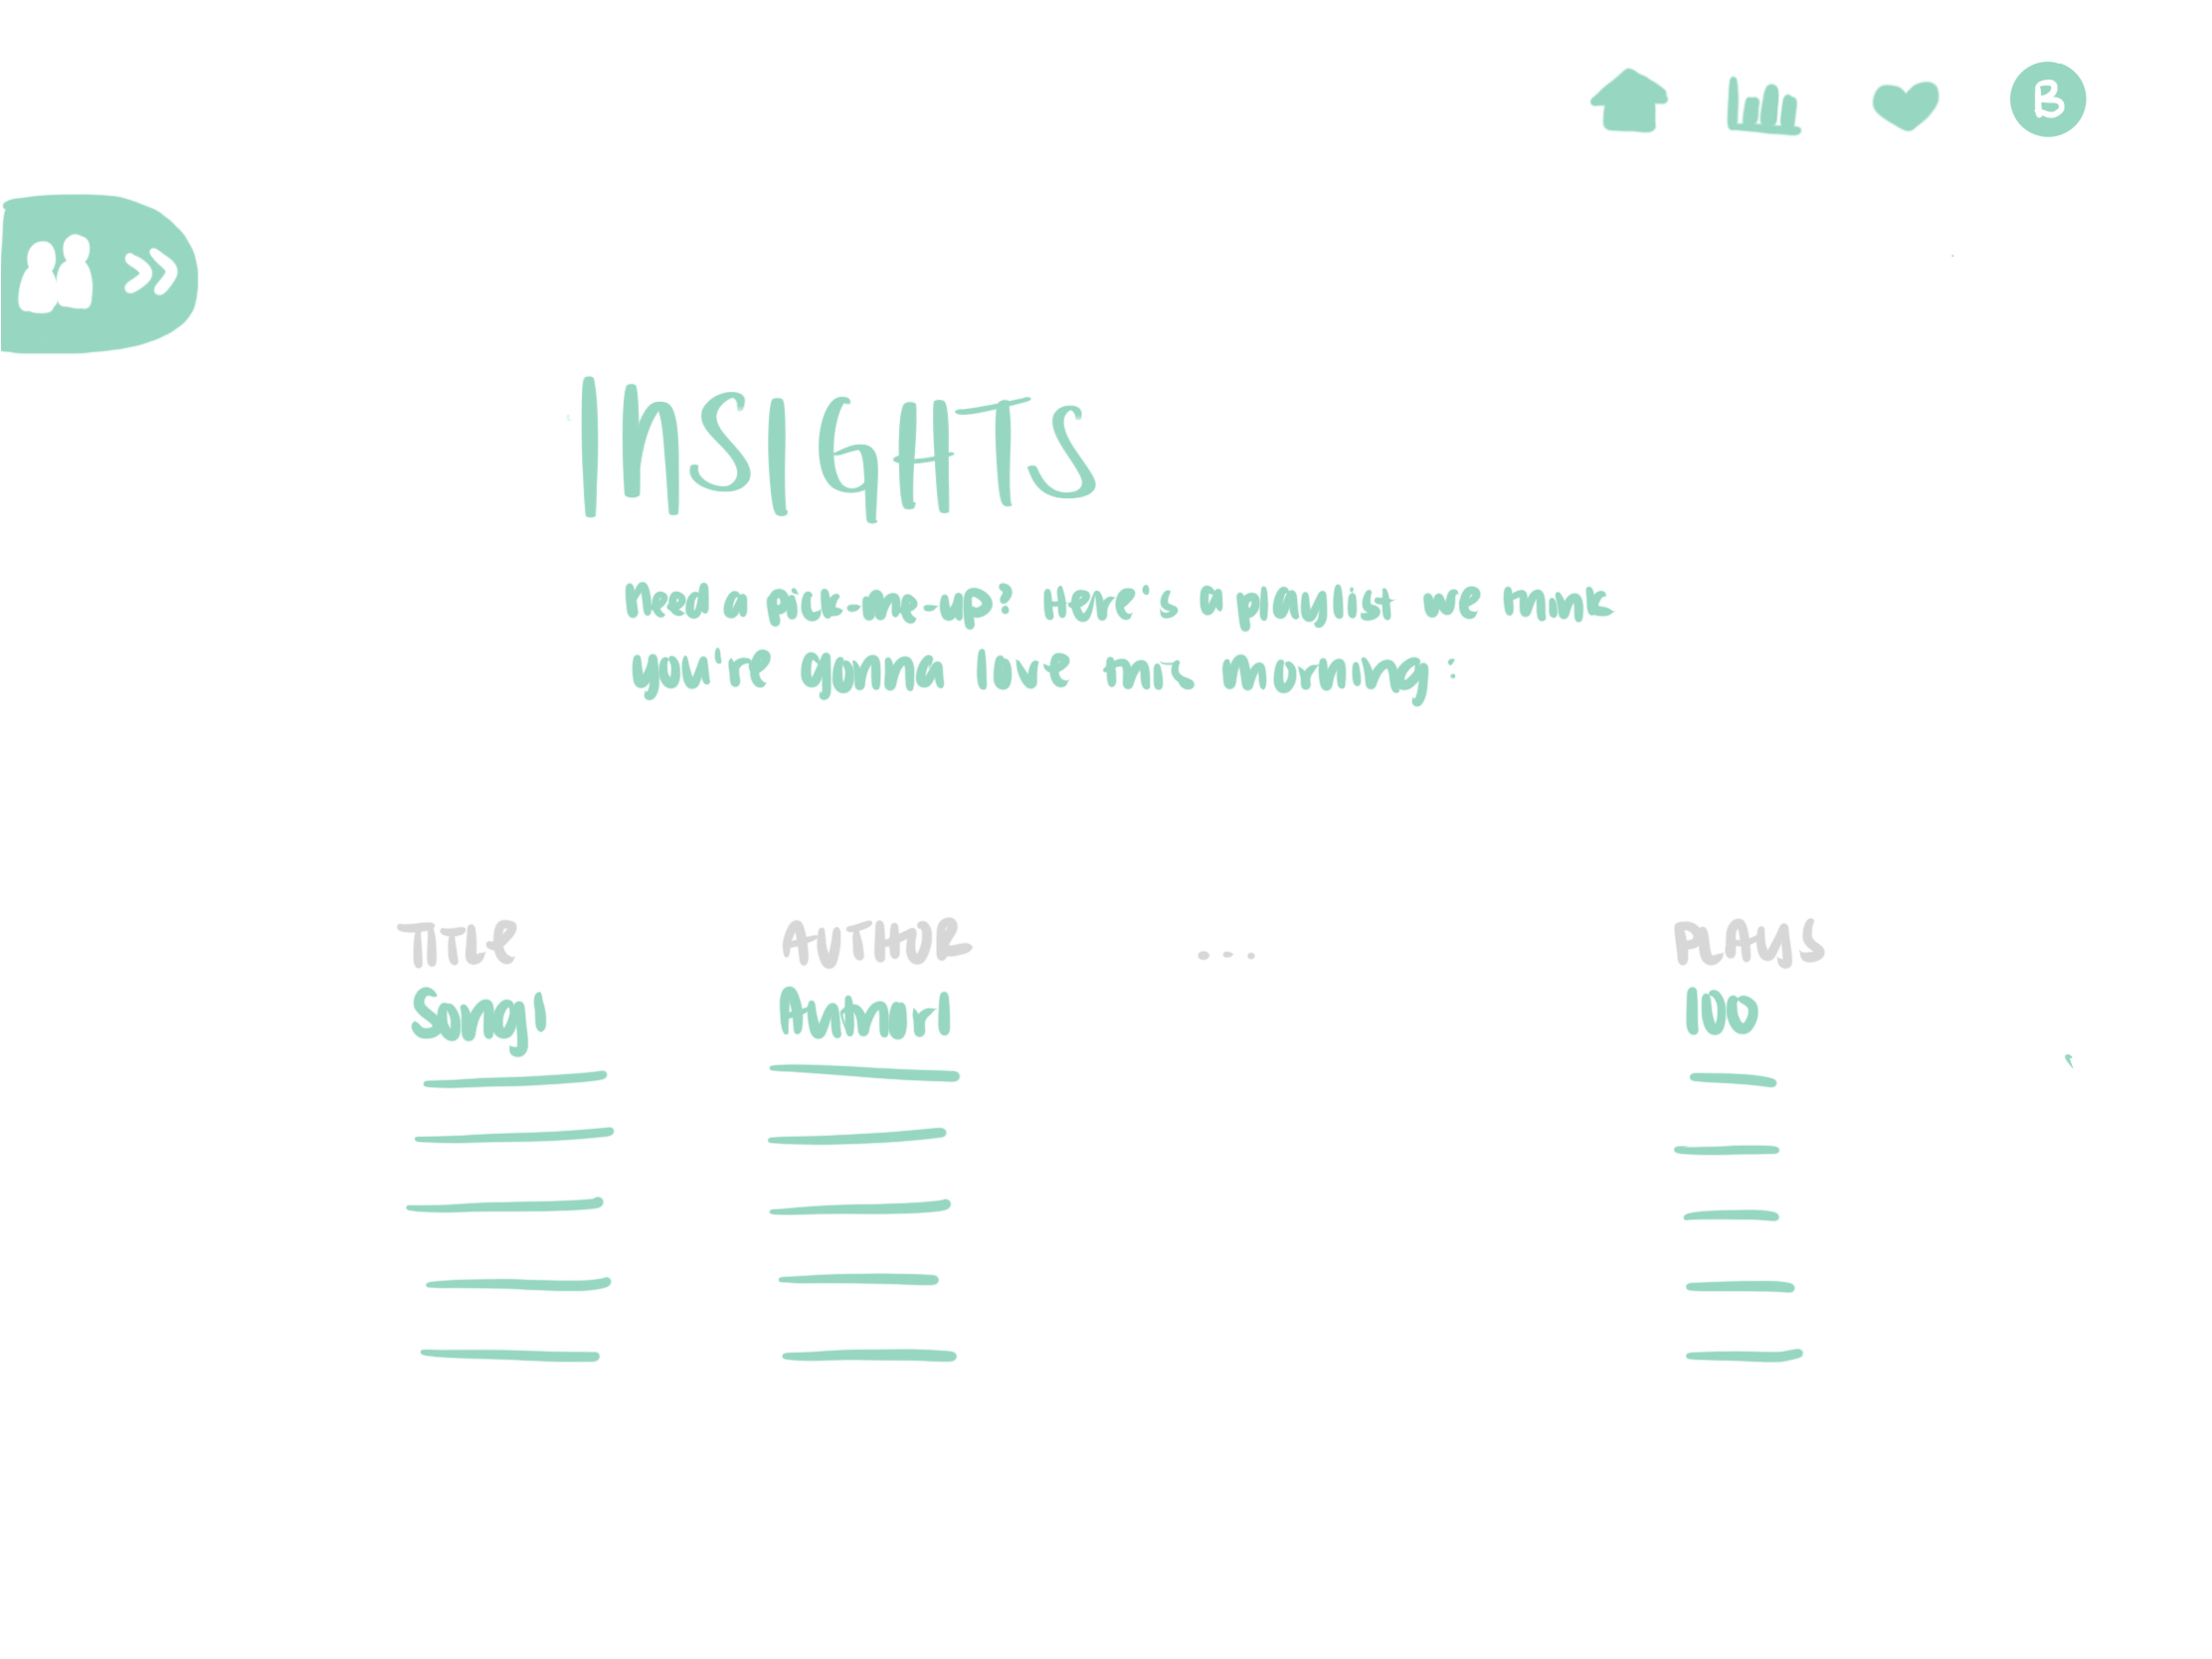 B
INSIGHTS
Need a pick-me-up? Here's a playlist we think
you're gonna love this morning:
TITLE AUTHOR ... PLAYS
Song1 Author1 100